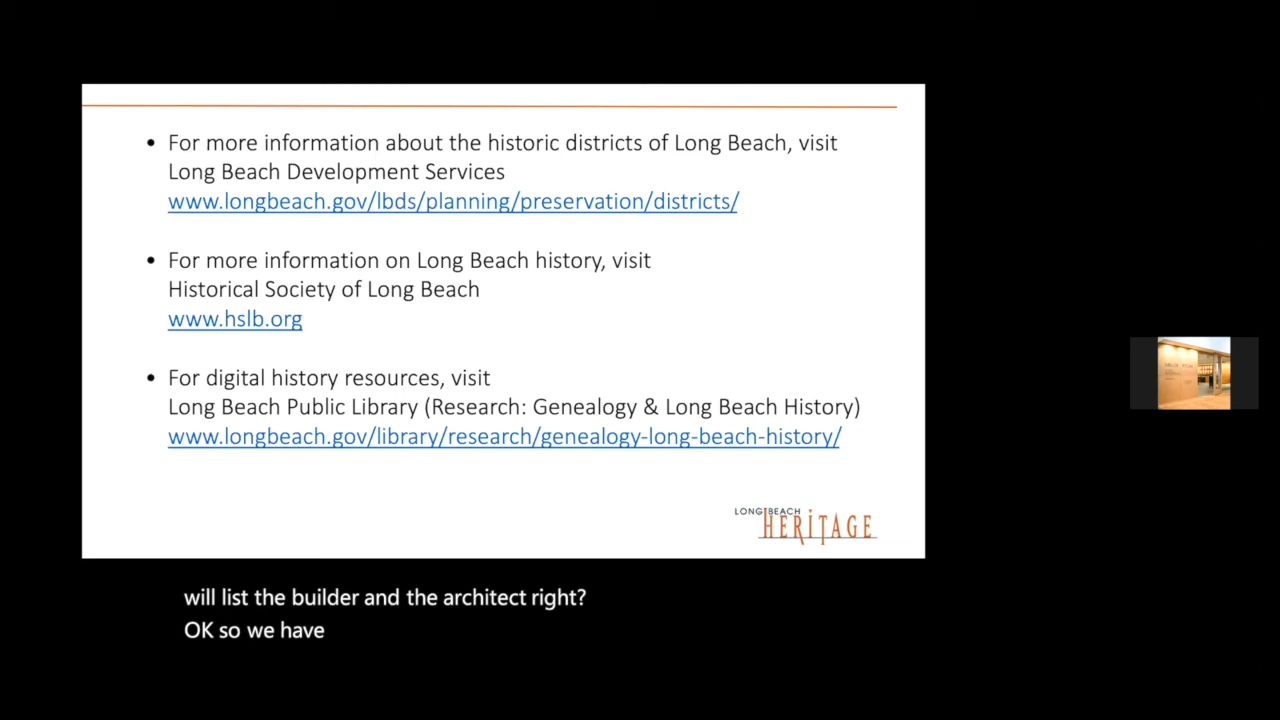 • For more information about the historic districts of Long Beach, visit
Long Beach Development Services
www.longbeach.gov/lbds/planning/preservation/districts/
• For more information on Long Beach history, visit
Historical Society of Long Beach
www.hslb.org
• For digital history resources, visit
Long Beach Public Library (Research: Genealogy & Long Beach History)
www.longbeach.gov/library/research/genealogy-long-beach-history/
LONG BEACH
HERITAGE
will list the builder and the architect right?
OK so we have